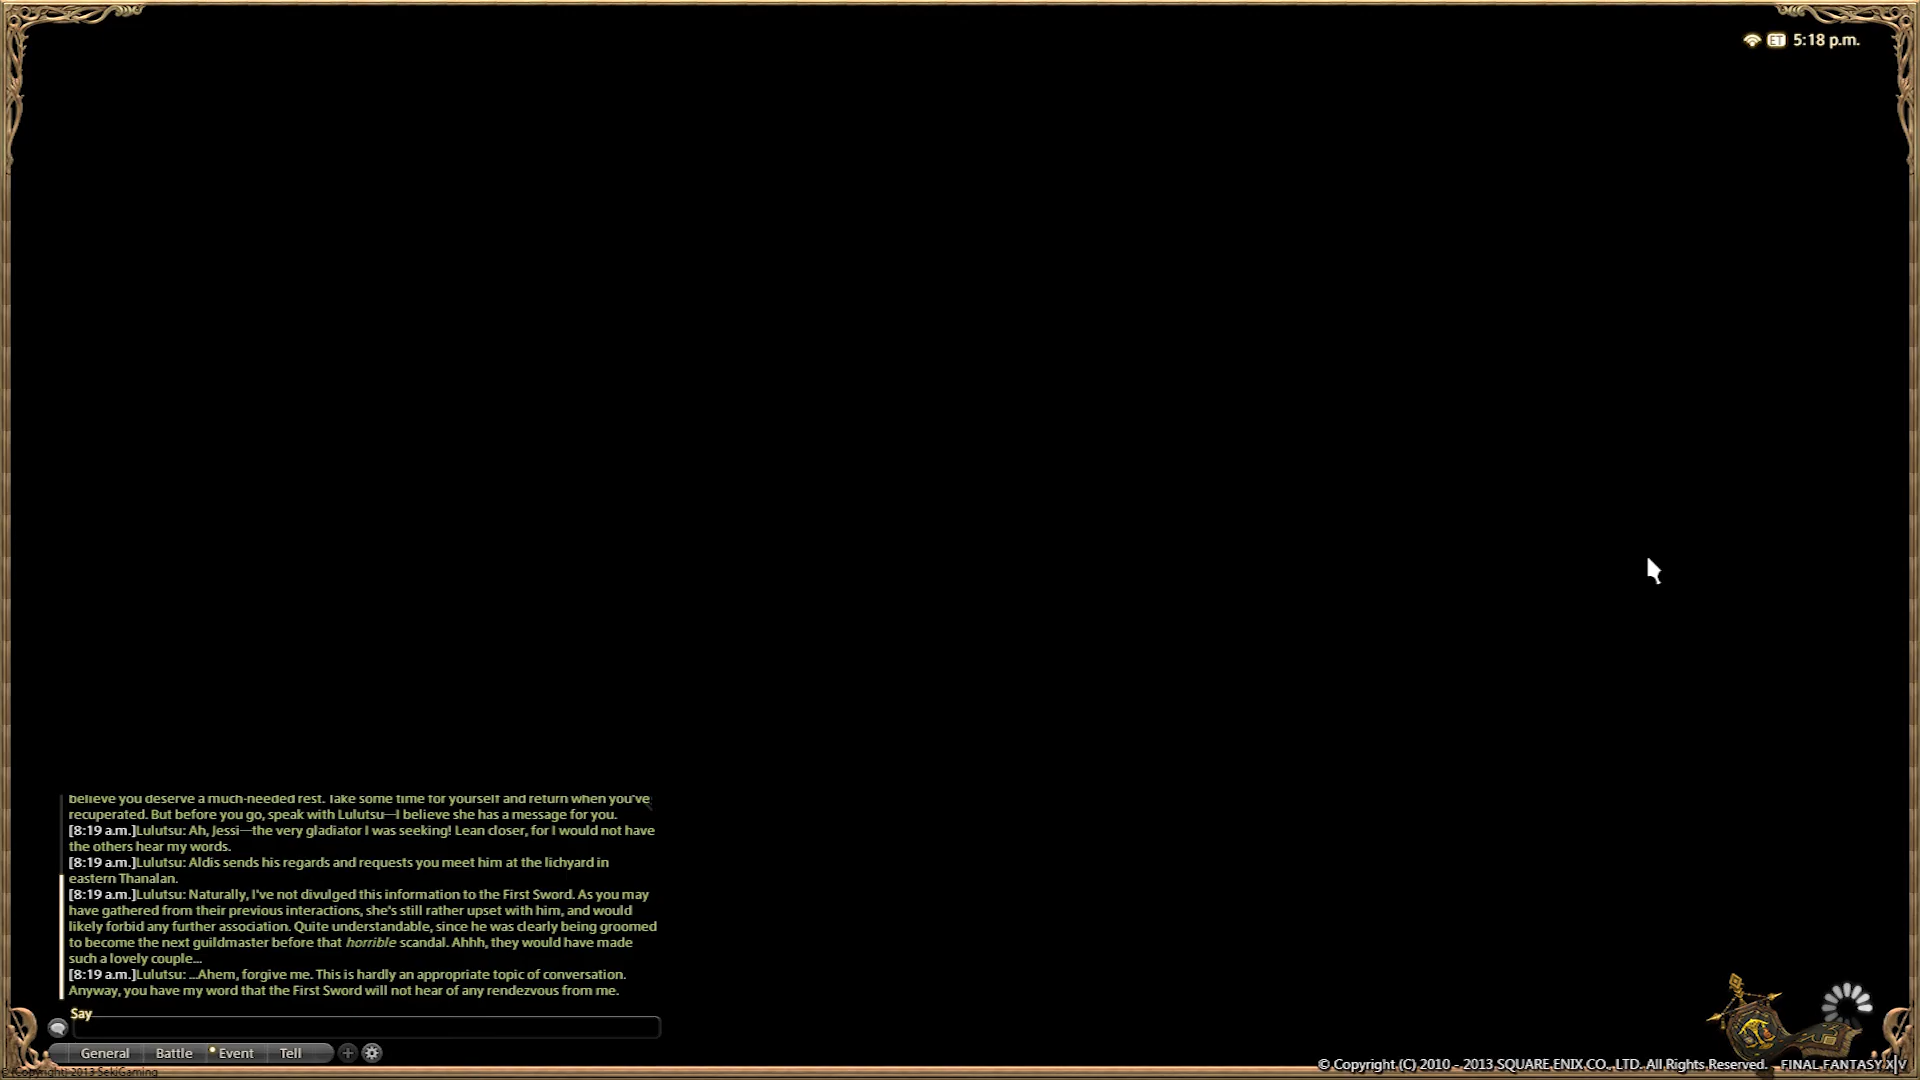 ET 5:18 p.m.
believe you deserve a much-needed rest. Take some time for yourself and return when you've
recuperated. But before you go, speak with Lulutsu—I believe she has a message for you.
[8:19 a.m.]Lulutsu: Ah, Jessi—the very gladiator I was seeking! Lean closer, for I would not have
the others hear my words.
[8:19 a.m.]Lulutsu: Aldis sends his regards and requests you meet him at the lichyard in
eastern Thanalan.
[8:19 a.m.]Lulutsu: Naturally, I've not divulged this information to the First Sword. As you may
have gathered from their previous interactions, she's still rather upset with him, and would
likely forbid any further association. Quite understandable, since he was clearly being groomed
to become the next guildmaster before that horrible scandal. Ahhh, they would have made
such a lovely couple...
[8:19 a.m.]Lulutsu: ...Ahem, forgive me. This is hardly an appropriate topic of conversation.
Anyway, you have my word that the First Sword will not hear of any rendezvous from me.
Say
General Battle Event Tell
© Copyright (C) 2010 - 2013 SQUARE ENIX CO., LTD. All Rights Reserved. - FINAL FANTASY XIV
© (Copyright) 2013 SekiGaming